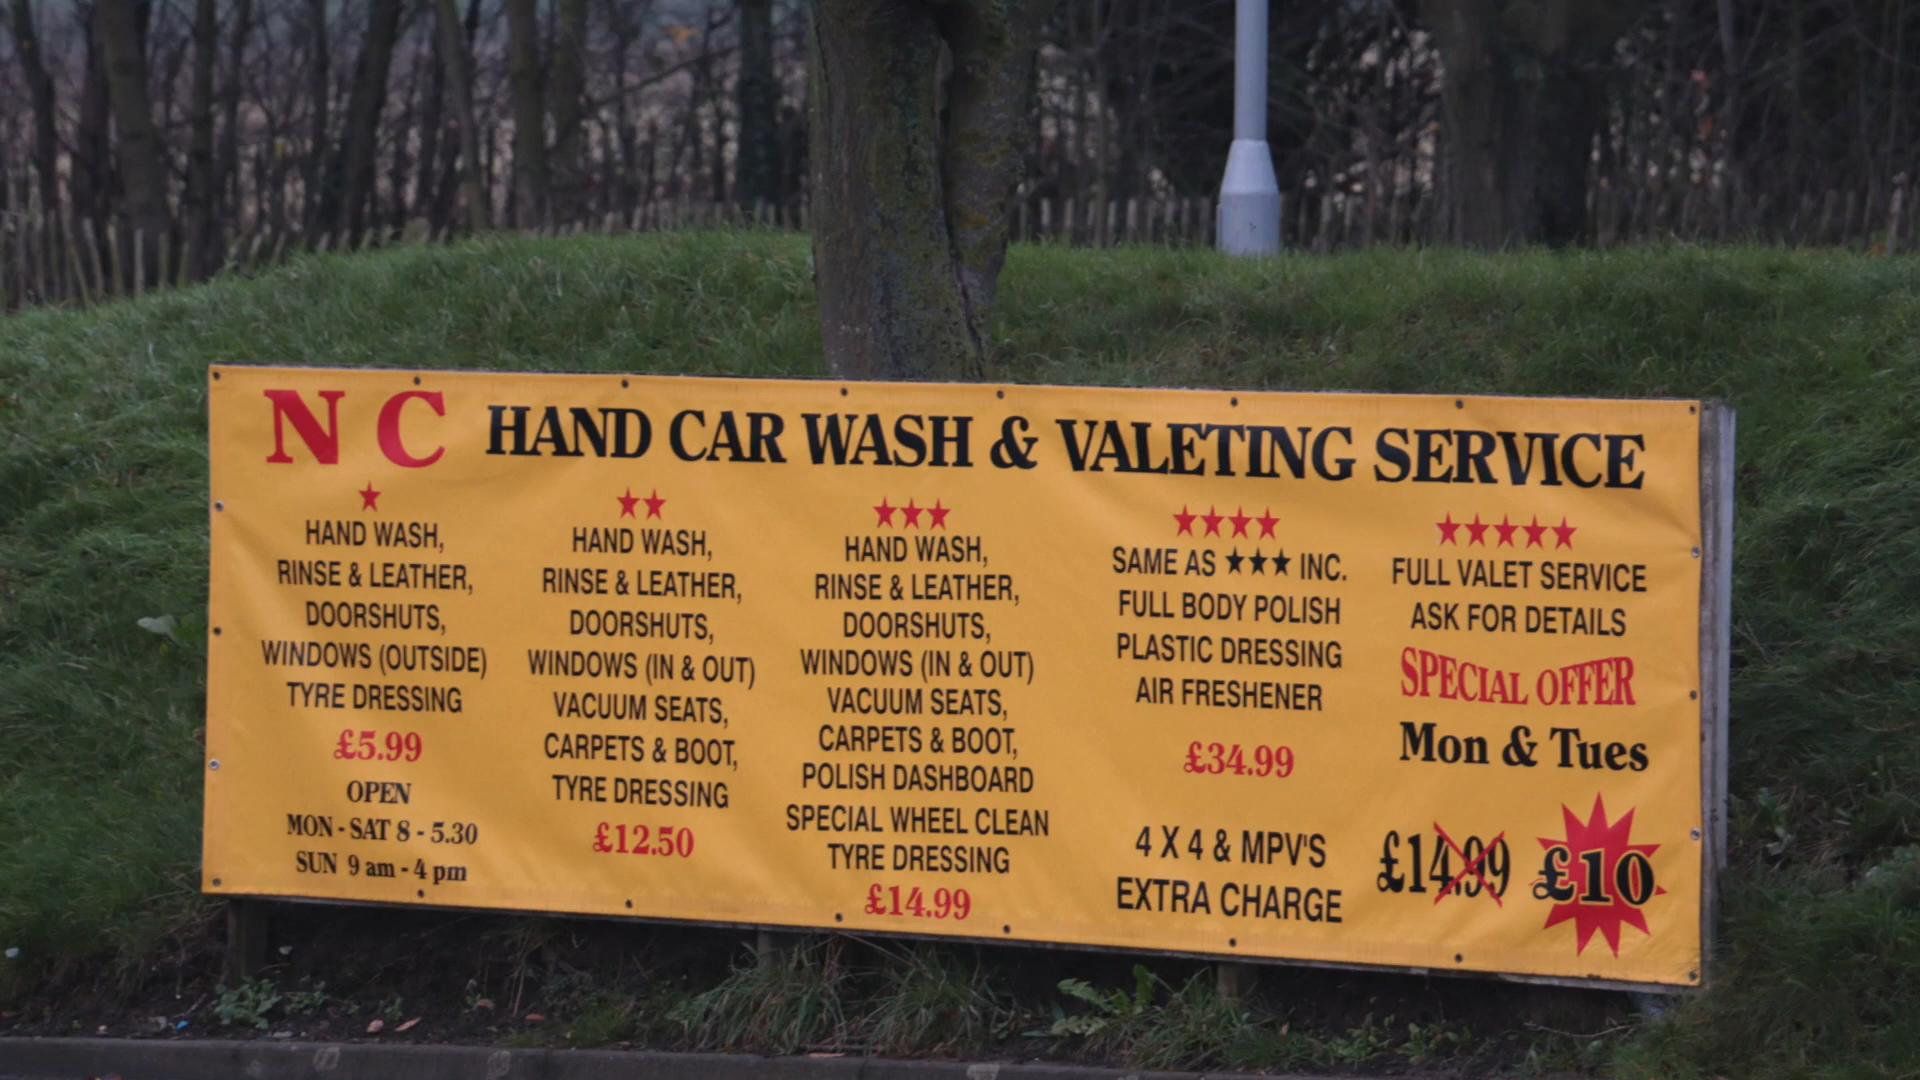 N C HAND CAR WASH & VALETING SERVICE
★
HAND WASH,
RINSE & LEATHER,
DOORSHUTS,
WINDOWS (OUTSIDE)
TYRE DRESSING
£5.99
OPEN
MON - SAT 8 - 5.30
SUN 9 am - 4 pm
★★
HAND WASH,
RINSE & LEATHER,
DOORSHUTS,
WINDOWS (IN & OUT)
VACUUM SEATS,
CARPETS & BOOT,
TYRE DRESSING
£12.50
★★★
HAND WASH,
RINSE & LEATHER,
DOORSHUTS,
WINDOWS (IN & OUT)
VACUUM SEATS,
CARPETS & BOOT,
POLISH DASHBOARD
SPECIAL WHEEL CLEAN
TYRE DRESSING
£14.99
★★★★
SAME AS ★★★ INC.
FULL BODY POLISH
PLASTIC DRESSING
AIR FRESHENER
£34.99
4 X 4 & MPV'S
EXTRA CHARGE
★★★★★
FULL VALET SERVICE
ASK FOR DETAILS
SPECIAL OFFER
Mon & Tues
£14.99 £10